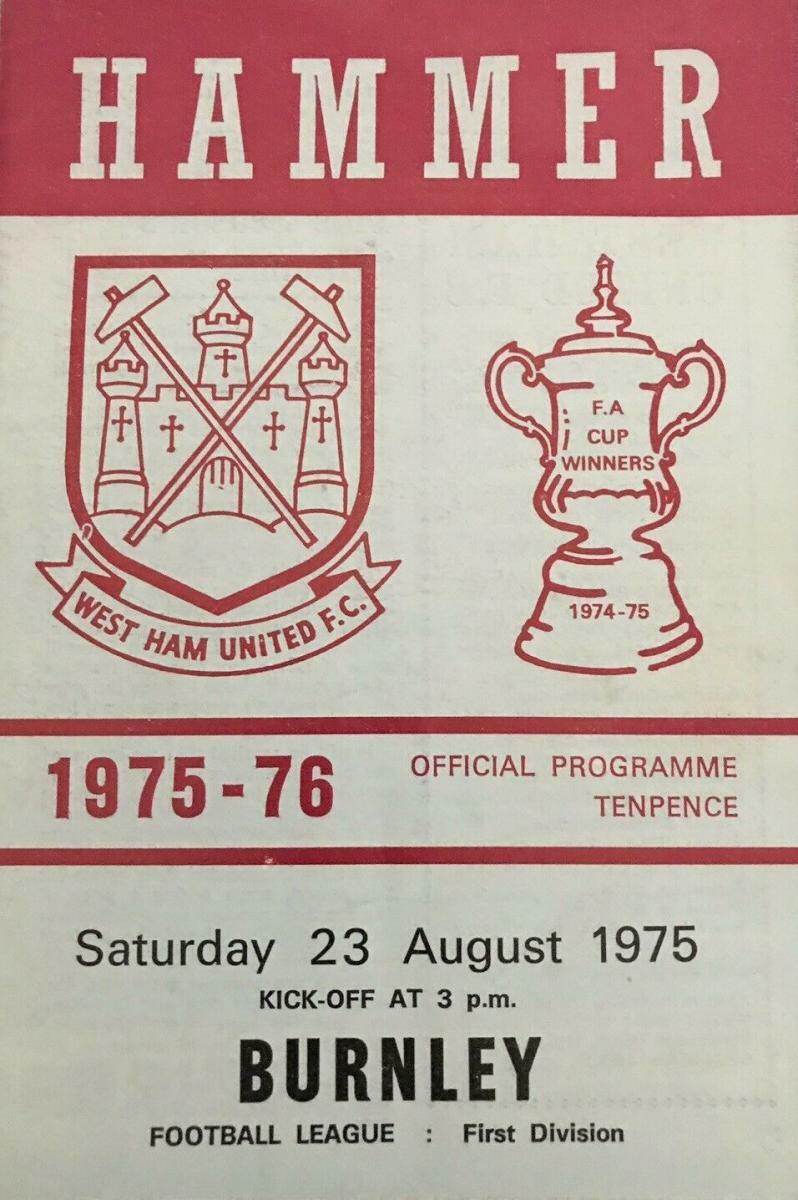 HAMMER
F.A
CUP
WINNERS
1974-75
WEST HAM UNITED F.C.
1975-76
OFFICIAL PROGRAMME
TENPENCE
Saturday 23 August 1975
KICK-OFF AT 3 p.m.
BURNLEY
FOOTBALL LEAGUE : First Division